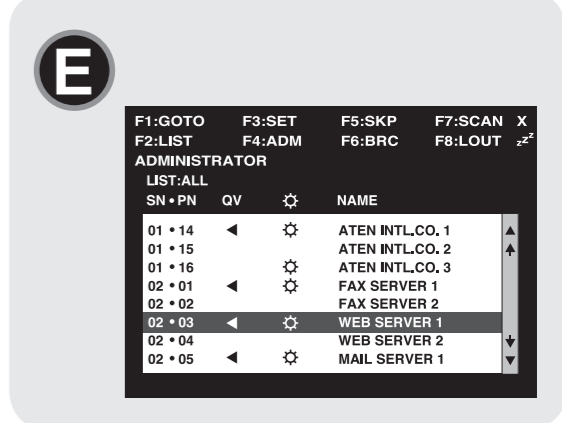 E
F1:GOTO F3:SET F5:SKP F7:SCAN X
F2:LIST F4:ADM F6:BRC F8:LOUT zZZ
ADMINISTRATOR
LIST:ALL
SN•PN QV ☼ NAME
01•14 ◀ ☼ ATEN INTL.CO. 1
01•15 ATEN INTL.CO. 2
01•16 ☼ ATEN INTL.CO. 3
02•01 ◀ ☼ FAX SERVER 1
02•02 FAX SERVER 2
02•03 ◀ ☼ WEB SERVER 1
02•04 WEB SERVER 2
02•05 ◀ ☼ MAIL SERVER 1